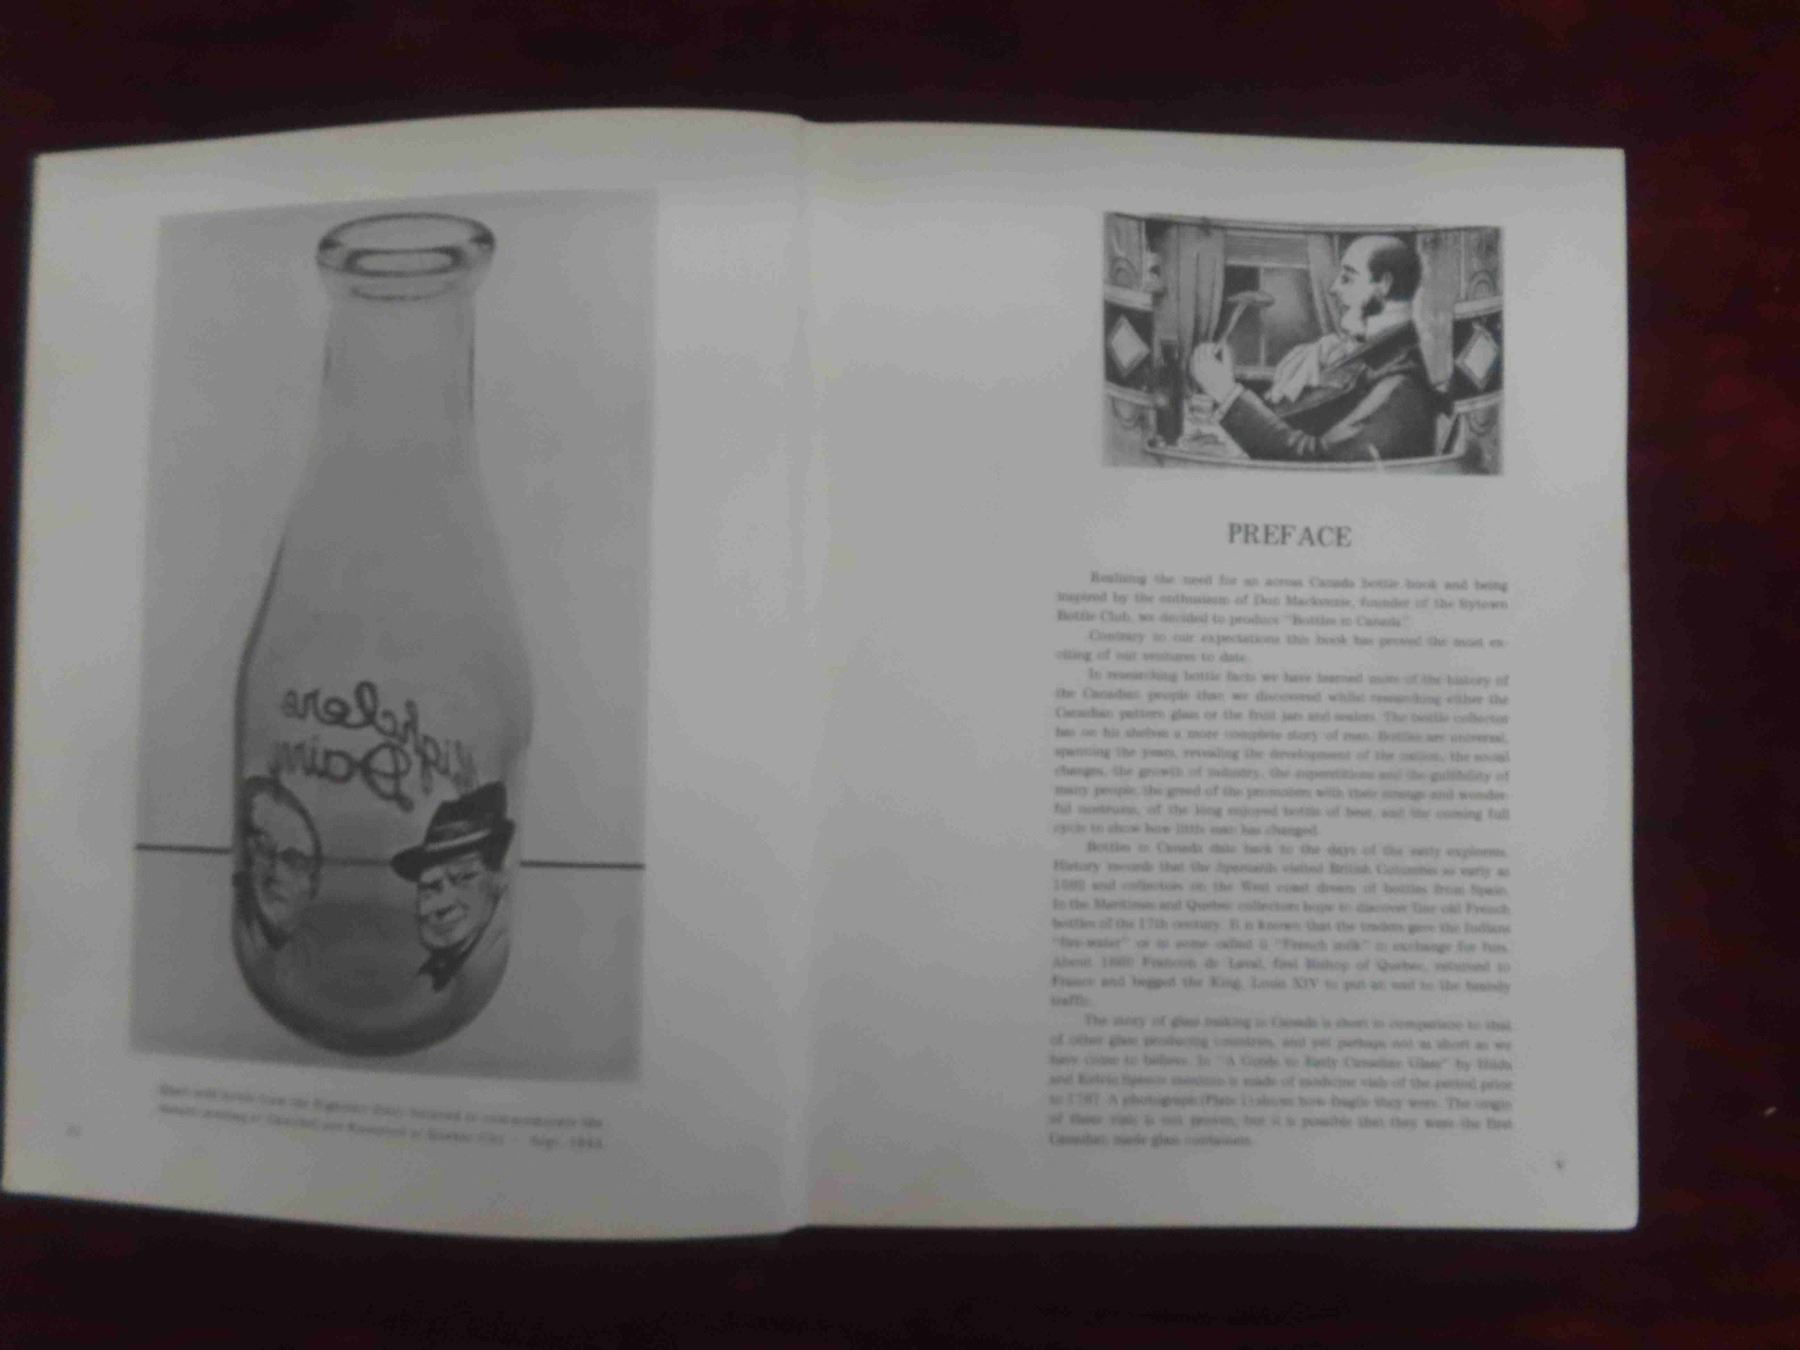 Dairy
PREFACE
Realising the need for an across Canada bottle book and being
inspired by the enthusiasm of Don Mackenzie, founder of the Bytown
Bottle Club, we decided to produce "Bottles in Canada".
Contrary to our expectations this book has proved the most ex-
citing of our ventures to date.
In researching bottle facts we have learned more of the history of
the Canadian people than we discovered whilst researching either the
Canadian pattern glass or the fruit jars and sealers. The bottle collector
has on his shelves a more complete story of man. Bottles are universal,
spanning the years, revealing the development of the nation, the social
changes, the growth of industry, the superstitions and the gullibility of
many people, the greed of the promoters with their strange and wonder-
ful nostrums, of the long enjoyed bottle of beer, and the coming full
cycle to show how little man has changed.
Bottles in Canada date back to the days of the early explorers.
History records that the Spaniards visited British Columbia as early as
and collectors on the West coast dream of bottles from Spain.
In the Maritimes and Quebec collectors hope to discover fine old French
bottles of the 17th century. It is known that the traders gave the Indians
"fire-water" or as some called it "French milk" in exchange for furs.
About 1660 Francois de Laval, first Bishop of Quebec, returned to
France and begged the King, Louis XIV to put an end to the brandy
traffic.
The story of glass making in Canada is short in comparison to that
of other glass producing countries, and yet perhaps not as short as we
have come to believe. In "A Guide to Early Canadian Glass" by Hilda
and Kelvin Spence mention is made of medicine vials of the period prior
to 1787. A photograph (Plate 1) shows how fragile they were. The origin
of these vials is not proven, but it is possible that they were the first
Canadian made glass containers.
v